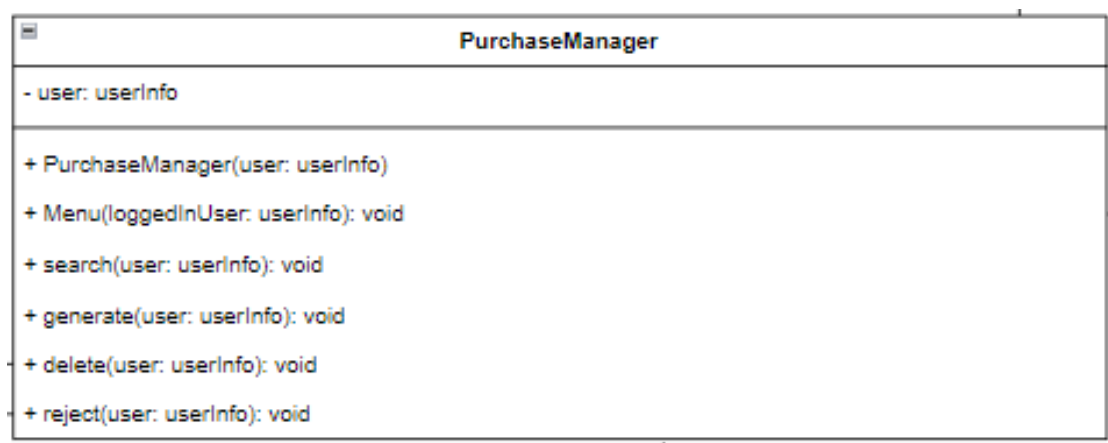 PurchaseManager
- user: userInfo
+ PurchaseManager(user: userInfo)
+ Menu(loggedInUser: userInfo): void
+ search(user: userInfo): void
+ generate(user: userInfo): void
+ delete(user: userInfo): void
+ reject(user: userInfo): void